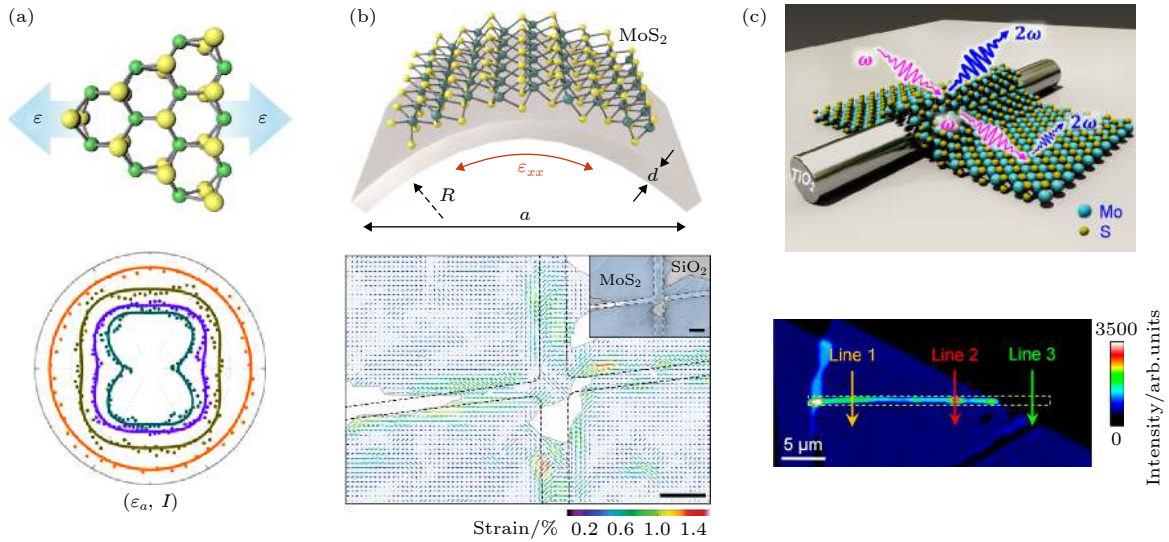 (a)
ε
ε
(εₐ, I)
(b)
MoS₂
εₓₓ
d
R
a
MoS₂
SiO₂
Strain/%
0.2 0.6 1.0 1.4
(c)
ω
2ω
ω
2ω
TiO₂
Mo
S
Line 1
Line 2
Line 3
5 μm
3500
0
Intensity/arb.units